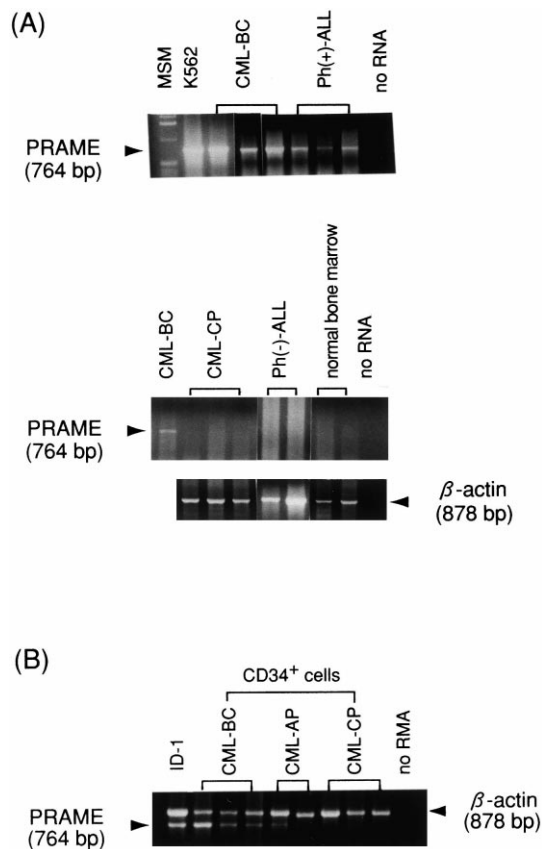 (A)
MSM
K562
CML-BC
Ph(+)-ALL
no RNA
PRAME
(764 bp)
CML-BC
CML-CP
Ph(-)-ALL
normal bone marrow
no RNA
PRAME
(764 bp)
β-actin
(878 bp)
(B)
CD34+ cells
ID-1
CML-BC
CML-AP
CML-CP
no RMA
PRAME
(764 bp)
β-actin
(878 bp)